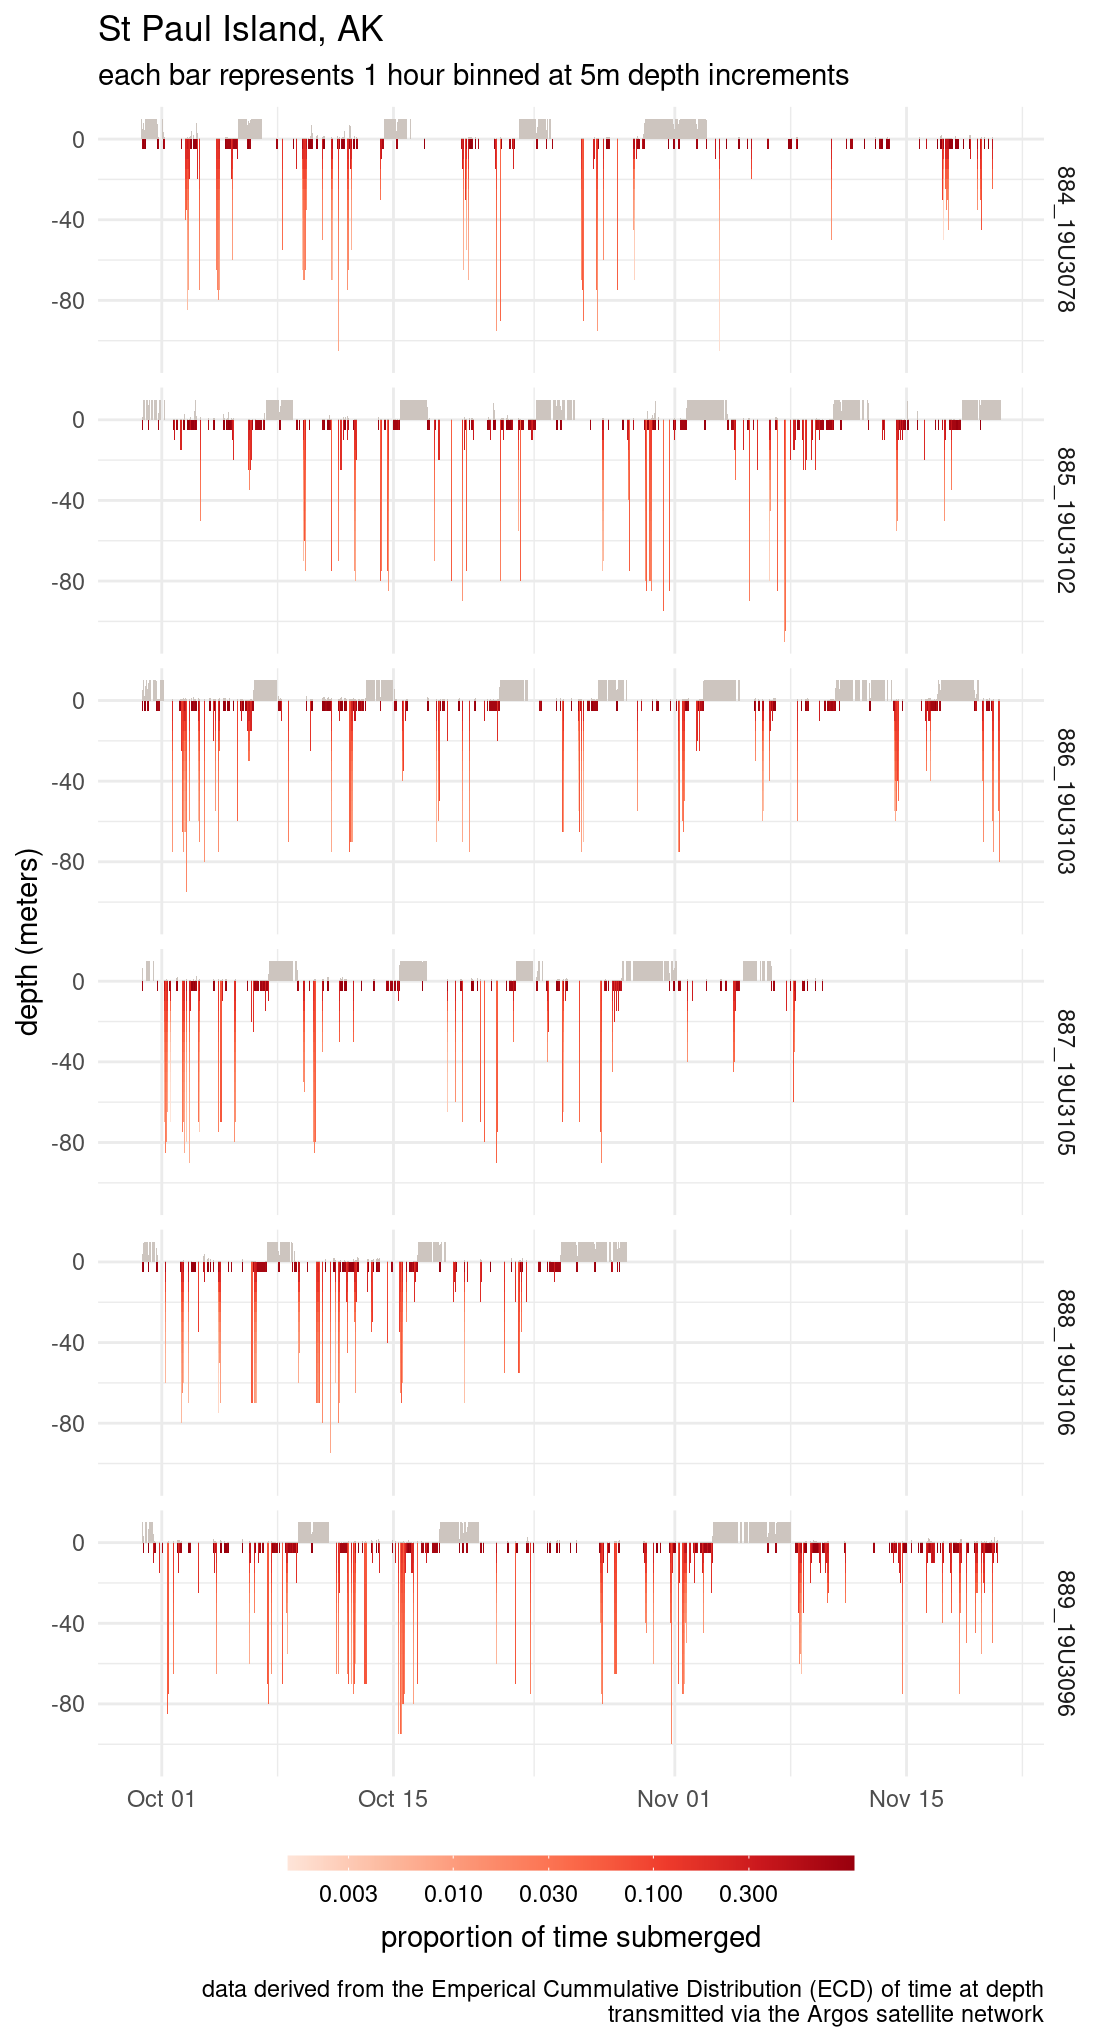 St Paul Island, AK
each bar represents 1 hour binned at 5m depth increments
depth (meters)
0
-40
-80
884_19U3078
0
-40
-80
885_19U3102
0
-40
-80
886_19U3103
0
-40
-80
887_19U3105
0
-40
-80
888_19U3106
0
-40
-80
889_19U3096
Oct 01
Oct 15
Nov 01
Nov 15
0.003
0.010
0.030
0.100
0.300
proportion of time submerged
data derived from the Emperical Cummulative Distribution (ECD) of time at depth
transmitted via the Argos satellite network